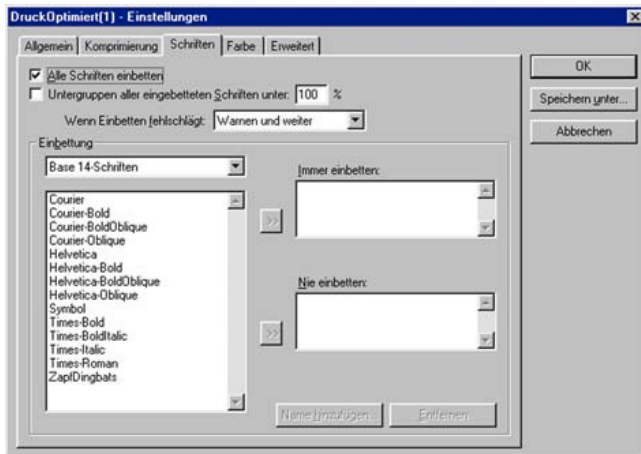 DruckOptimiert(1) - Einstellungen
Allgemein Komprimierung Schriften Farbe Erweitert
Alle Schriften einbetten
Untergruppen aller eingebetteten Schriften unter: 100 %
Wenn Einbetten fehlschlägt: Warnen und weiter
OK
Speichern unter...
Abbrechen
Einbettung
Base 14-Schriften
Courier
Courier-Bold
Courier-BoldOblique
Courier-Oblique
Helvetica
Helvetica-Bold
Helvetica-BoldOblique
Helvetica-Oblique
Symbol
Times-Bold
Times-BoldItalic
Times-Italic
Times-Roman
ZapfDingbats
>>
>>
Immer einbetten:
Nie einbetten:
Name hinzufügen... Entfernen